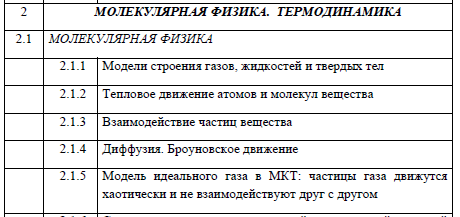 2 МОЛЕКУЛЯРНАЯ ФИЗИКА. ТЕРМОДИНАМИКА
2.1 МОЛЕКУЛЯРНАЯ ФИЗИКА
2.1.1 Модели строения газов, жидкостей и твердых тел
2.1.2 Тепловое движение атомов и молекул вещества
2.1.3 Взаимодействие частиц вещества
2.1.4 Диффузия. Броуновское движение
2.1.5 Модель идеального газа в МКТ: частицы газа движутся
хаотически и не взаимодействуют друг с другом